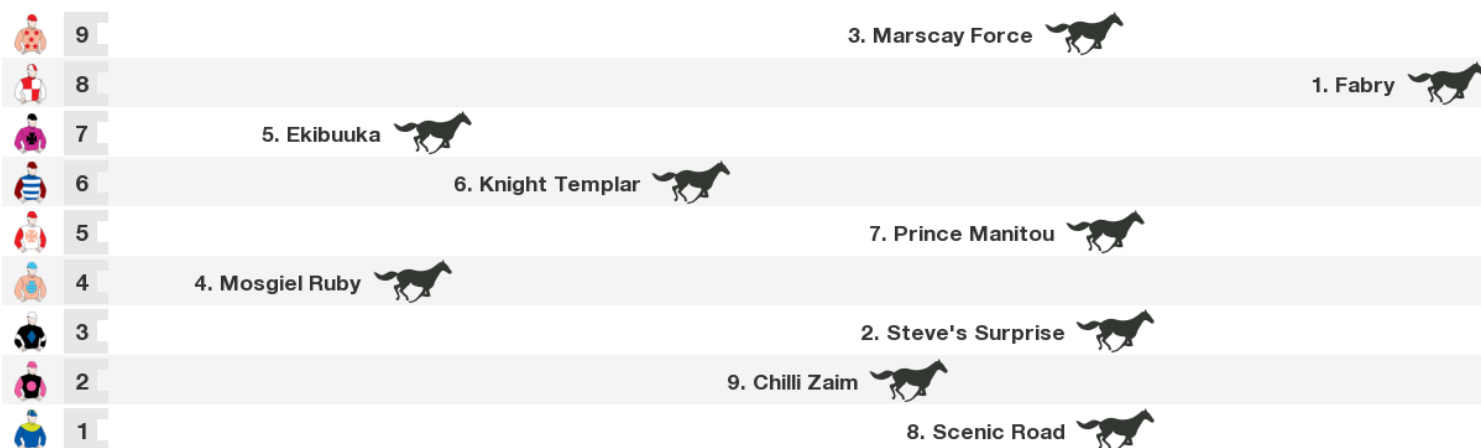 9 3. Marscay Force
8 1. Fabry
7 5. Ekibuuka
6 6. Knight Templar
5 7. Prince Manitou
4 4. Mosgiel Ruby
3 2. Steve's Surprise
2 9. Chilli Zaim
1 8. Scenic Road